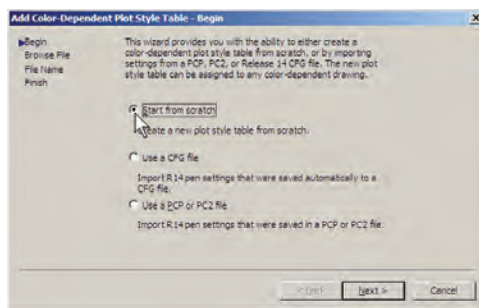 Add Color-Dependent Plot Style Table - Begin
Begin
Browse File
File Name
Finish
This wizard provides you with the ability to either create a
color-dependent plot style table from scratch, or by importing
settings from a PCP, PC2, or Release 14 CFG file. The new plot
style table can be assigned to any color-dependent drawing.
Start from scratch
Create a new plot style table from scratch.
Use a CFG file
Import R14 pen settings that were saved automatically to a
CFG file.
Use a PCP or PC2 file
Import R14 pen settings that were saved in a PCP or PC2 file.
< Back Next > Cancel